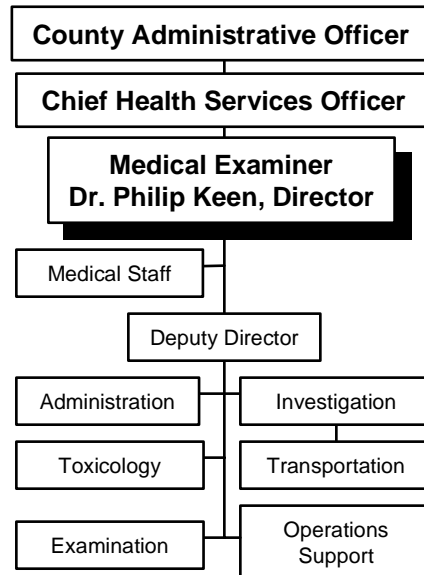 County Administrative Officer
Chief Health Services Officer
Medical Examiner
Dr. Philip Keen, Director
Medical Staff
Deputy Director
Administration
Investigation
Toxicology
Transportation
Examination
Operations
Support